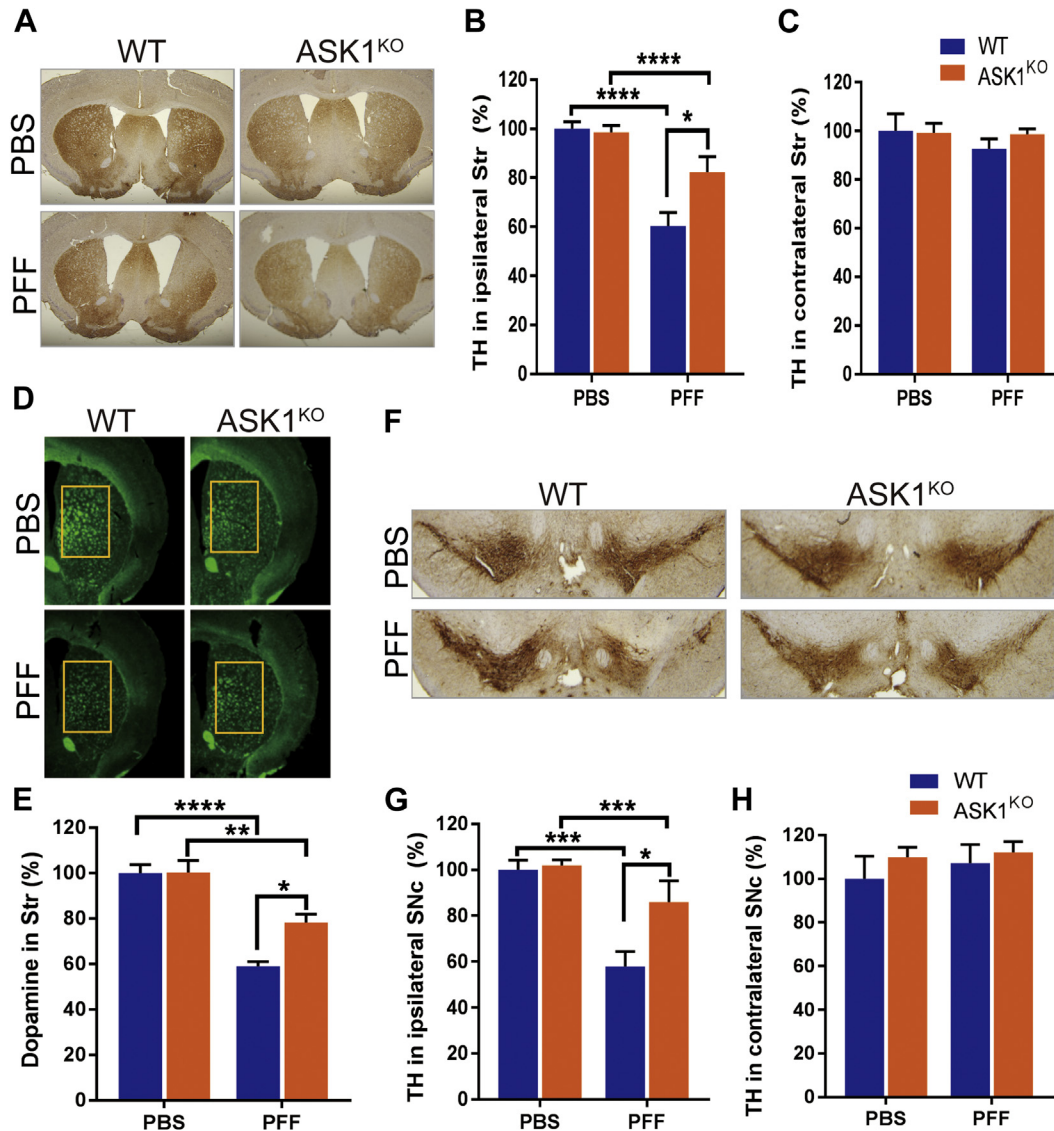 A
WT
ASK1KO
PBS
PFF
B
TH in ipsilateral Str (%)
120
100
80
60
40
20
0
****
****
*
PBS
PFF
C
WT
ASK1KO
TH in contralateral Str (%)
120
100
80
60
40
20
0
PBS
PFF
D
WT
ASK1KO
PBS
PFF
F
WT
ASK1KO
PBS
PFF
E
Dopamine in Str (%)
120
100
80
60
40
20
0
****
**
*
PBS
PFF
G
TH in ipsilateral SNc (%)
120
100
80
60
40
20
0
***
***
*
PBS
PFF
H
WT
ASK1KO
TH in contralateral SNc (%)
120
100
80
60
40
20
0
PBS
PFF